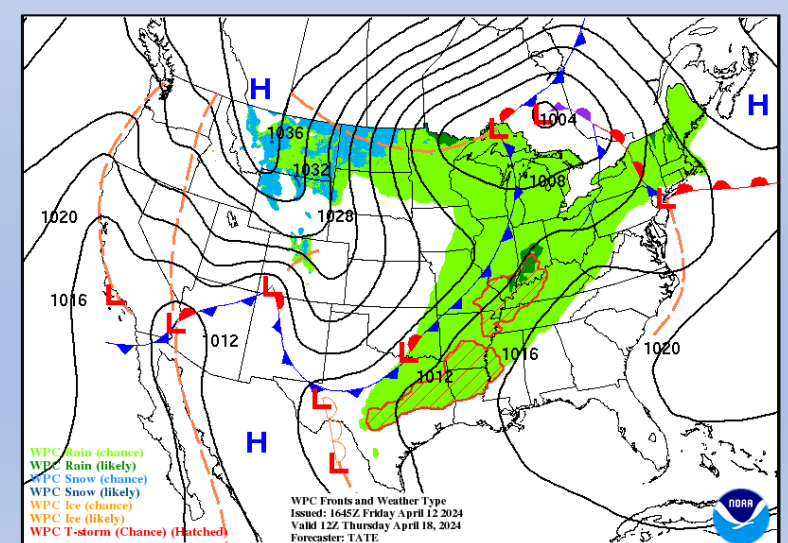 H
1036
1032
1028
1020
1016
1012
L
L
L
L
L
1004
L
1008
H
L
L
1012
1016
1020
L
H
WPC Rain (chance)
WPC Rain (likely)
WPC Snow (chance)
WPC Snow (likely)
WPC Ice (chance)
WPC Ice (likely)
WPC T-storm (Chance) (Hatched)
WPC Fronts and Weather Type
Issued: 1645Z Friday April 12 2024
Valid 12Z Thursday April 18, 2024
Forecaster: TATE
NOAA